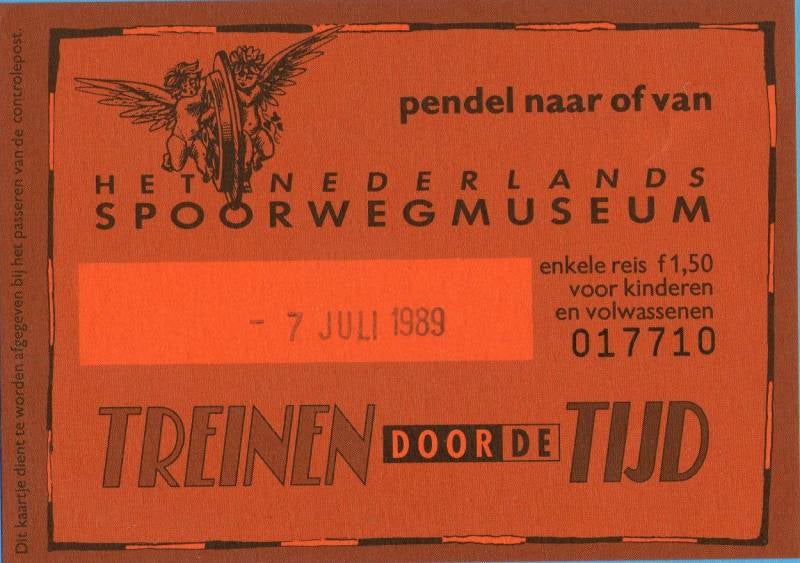 pendel naar of van
HET NEDERLANDS
SPOORWEGMUSEUM
enkele reis f 1,50
voor kinderen
en volwassenen
017710
- 7 JULI 1989
TREINEN DOOR DE TIJD
Dit kaartje dient te worden afgegeven bij het passeren van de controlepost.